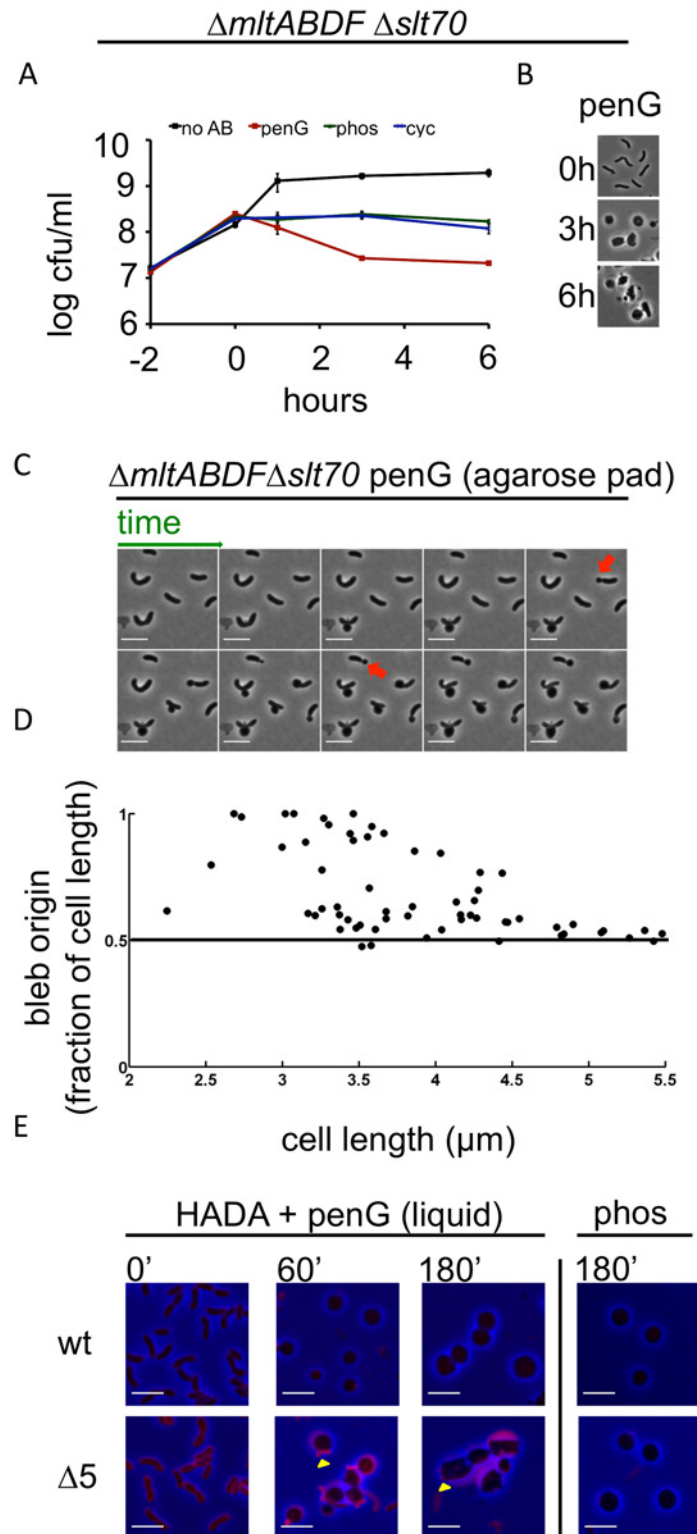 ΔmltABDF Δslt70
A
B
no AB penG phos cyc
penG
10
9
8
7
6
log cfu/ml
-2 0 2 4 6
hours
0h
3h
6h
C
ΔmltABDFΔslt70 penG (agarose pad)
time
D
1
0.5
0
bleb origin
(fraction of cell length)
2 2.5 3 3.5 4 4.5 5 5.5
cell length (µm)
E
HADA + penG (liquid) phos
0' 60' 180' 180'
wt
Δ5